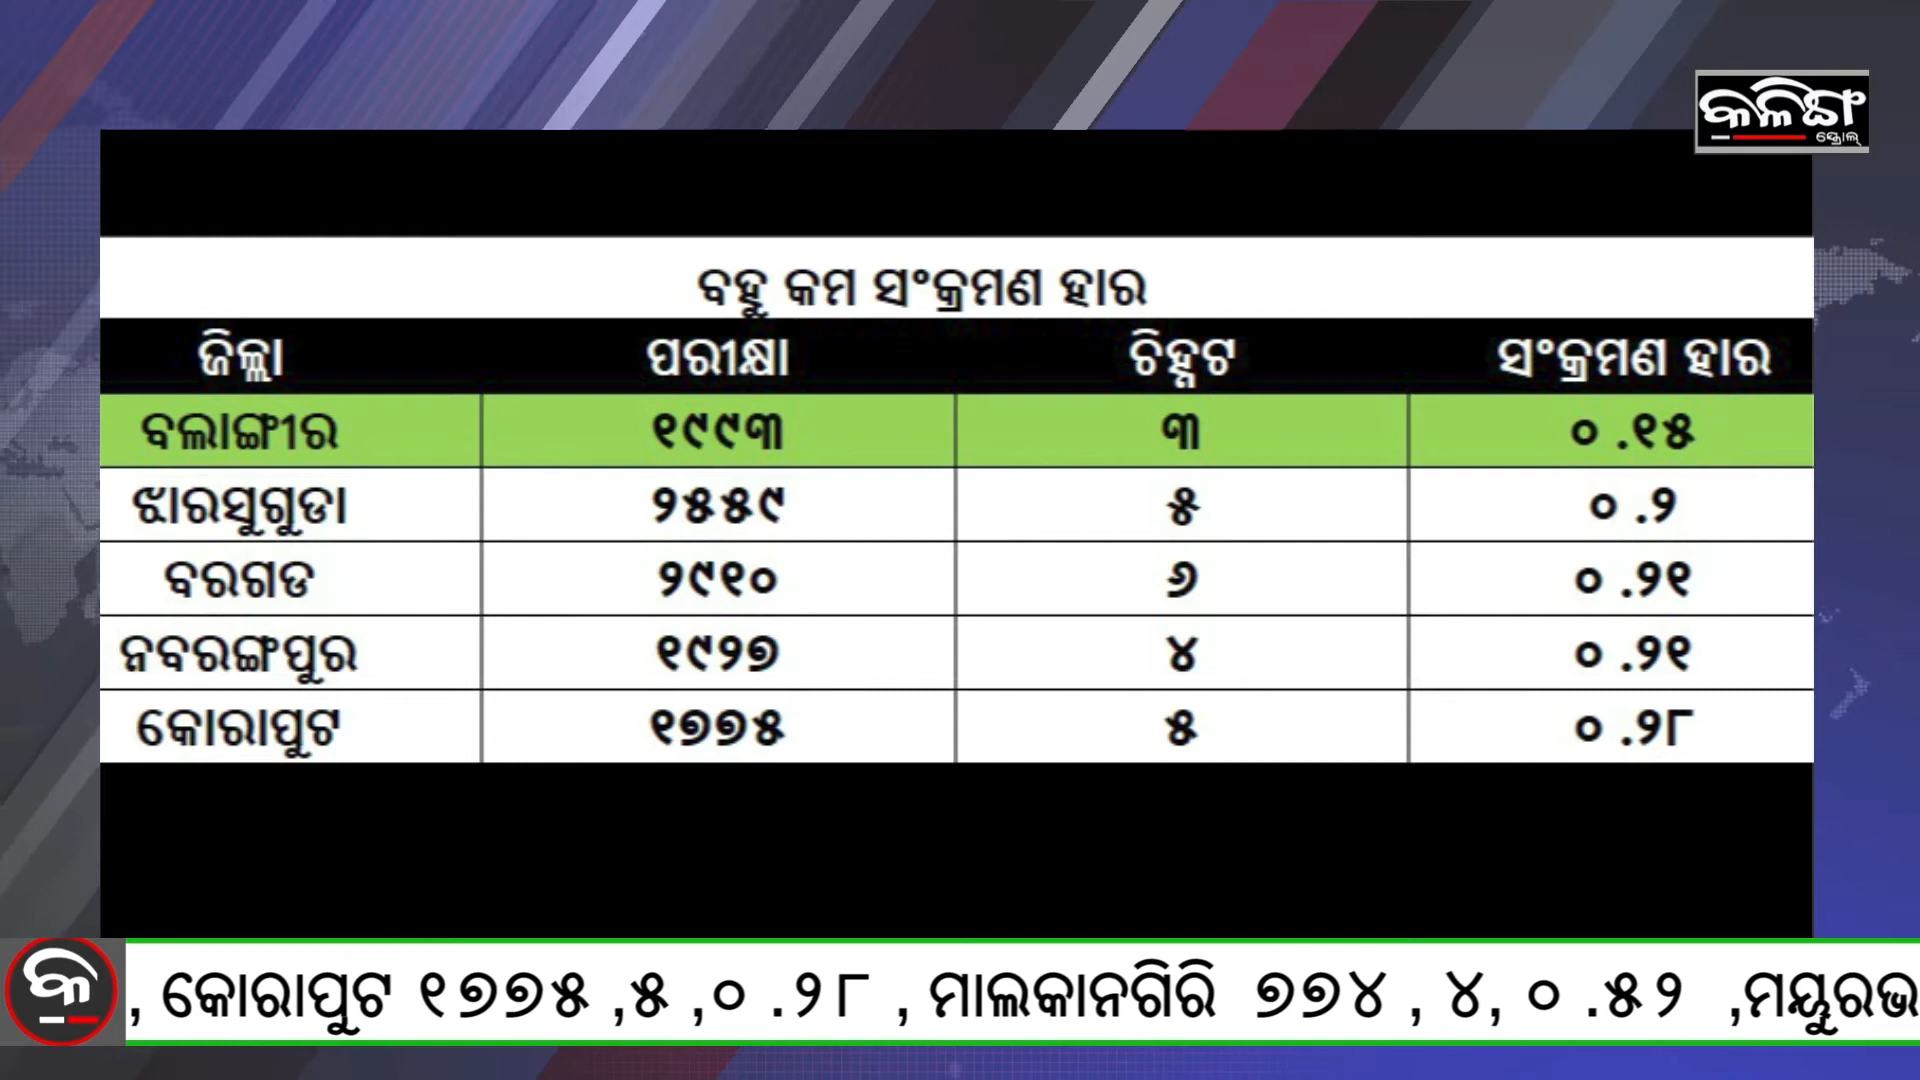 କଳିଙ୍ଗ
ସ୍କ୍ରୋଲ୍
ବହୁ କମ ସଂକ୍ରମଣ ହାର
ଜିଲ୍ଲା ପରୀକ୍ଷା ଚିହ୍ନଟ ସଂକ୍ରମଣ ହାର
ବଲାଙ୍ଗୀର ୧୯୯୩ ୩ ୦ .୧୫
ଝାରସୁଗୁଡା ୨୫୫୯ ୫ ୦ .୨
ବରଗଡ ୨୯୧୦ ୬ ୦ .୨୧
ନବରଙ୍ଗପୁର ୧୯୨୭ ୪ ୦ .୨୧
କୋରାପୁଟ ୧୭୭୫ ୫ ୦ .୨୮
କ
, କୋରାପୁଟ ୧୭୭୫ ,୫ ,୦ .୨୮ , ମାଲକାନଗିରି ୭୭୪ , ୪, ୦ .୫୨ ,ମୟୂରଭ